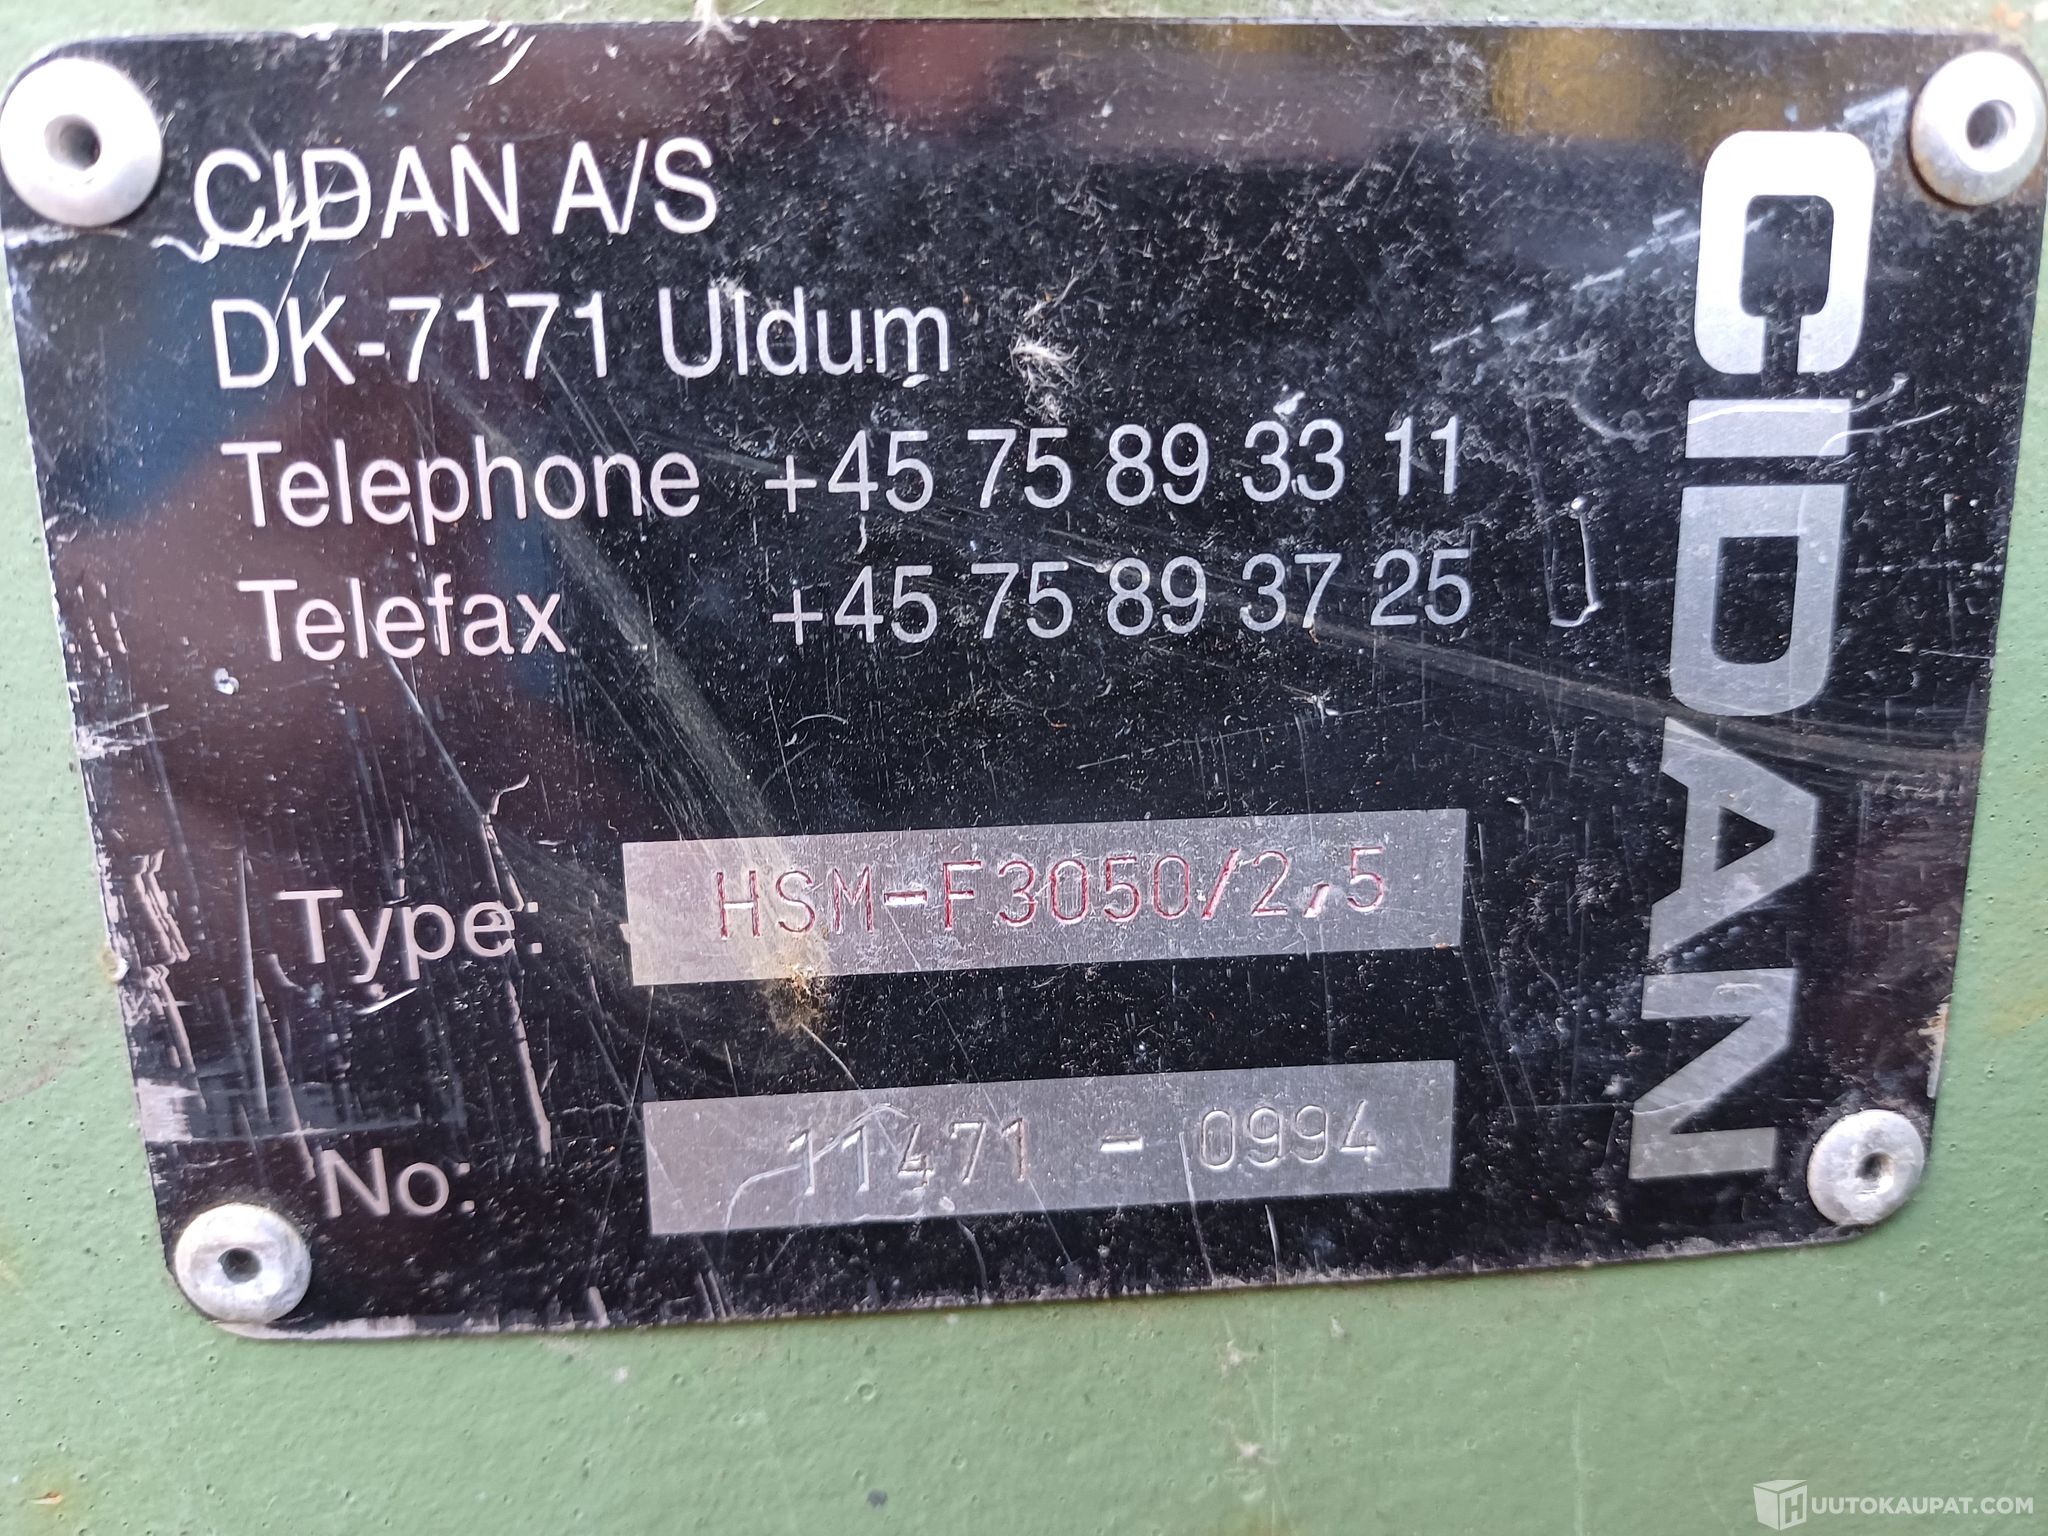 CIDAN A/S
DK-7171 Uldum
Telephone +45 75 89 33 11
Telefax +45 75 89 37 25
Type: HSM-F3050/2,5
No: 11471 - 0994
CIDAN
HUUTOKAUPAT.COM